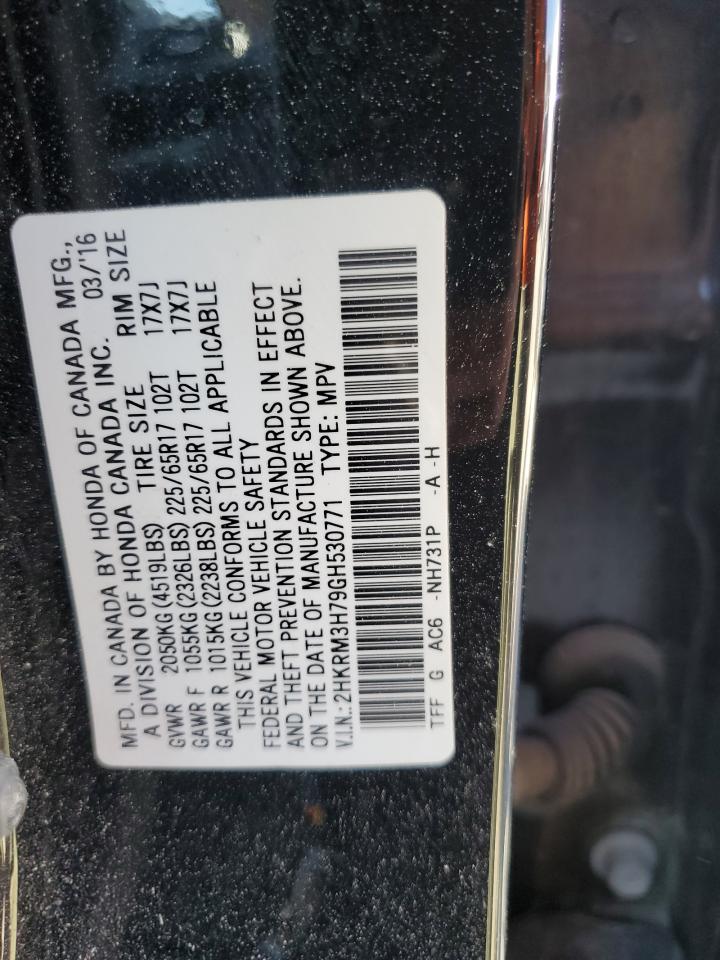 MFD. IN CANADA BY HONDA OF CANADA MFG.,
A DIVISION OF HONDA CANADA INC. 03/'16
GVWR 2050KG(4519LBS) TIRE SIZE RIM SIZE
GAWR F 1055KG(2326LBS) 225/65R17 102T 17X7J
GAWR R 1015KG(2238LBS) 225/65R17 102T 17X7J
THIS VEHICLE CONFORMS TO ALL APPLICABLE
FEDERAL MOTOR VEHICLE SAFETY
AND THEFT PREVENTION STANDARDS IN EFFECT
ON THE DATE OF MANUFACTURE SHOWN ABOVE.
V.I.N.: 2HKRM3H79GH530771 TYPE: MPV
TFF G AC6 -NH731P -A -H